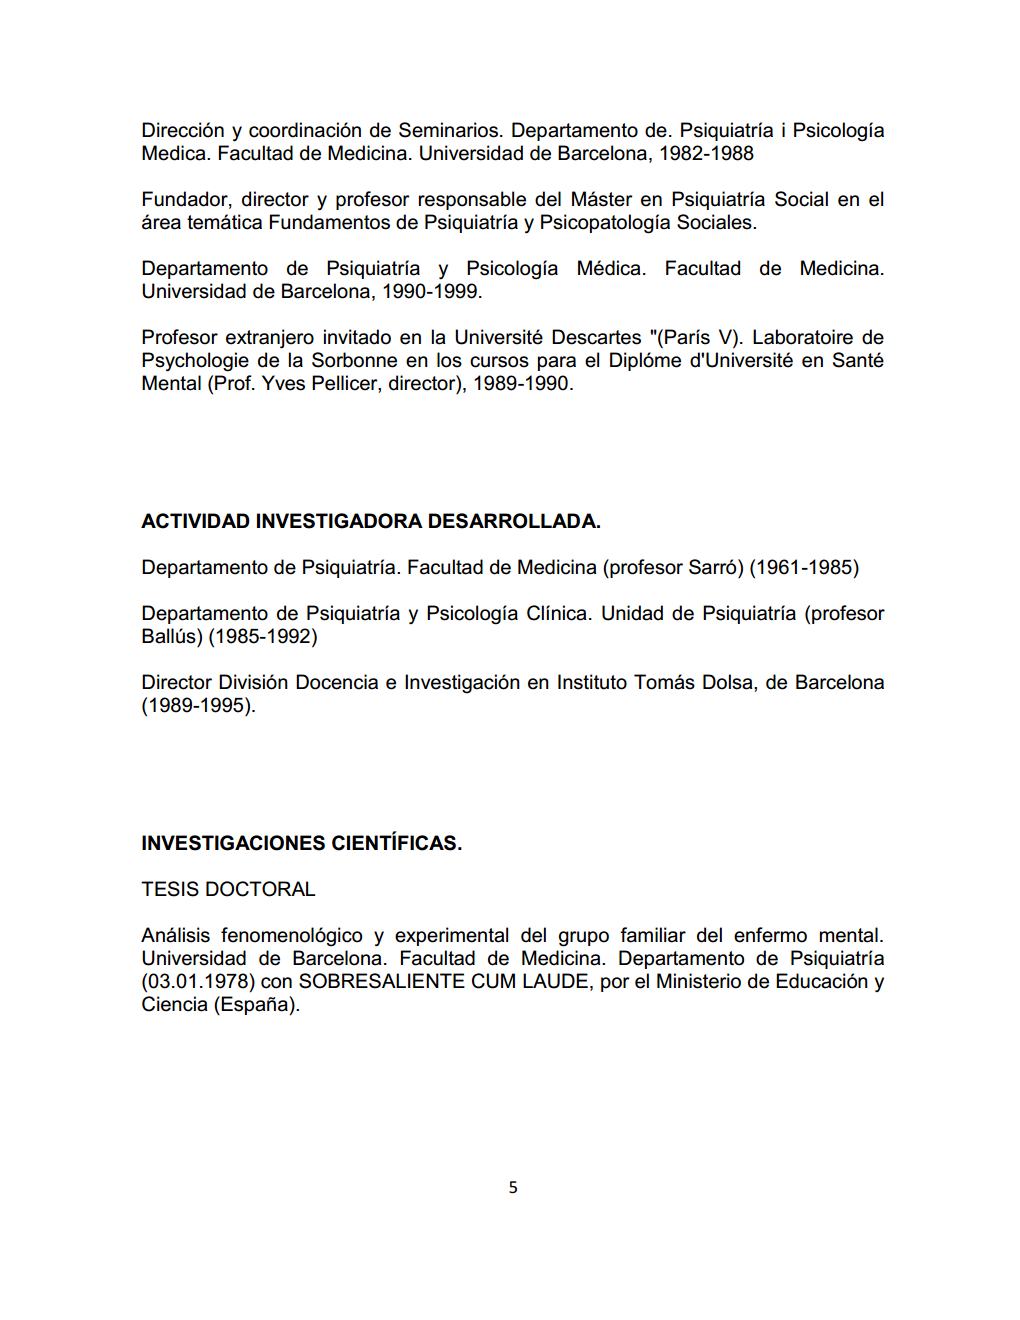 Dirección y coordinación de Seminarios. Departamento de. Psiquiatría i Psicología
Medica. Facultad de Medicina. Universidad de Barcelona, 1982-1988
Fundador, director y profesor responsable del Máster en Psiquiatría Social en el
área temática Fundamentos de Psiquiatría y Psicopatología Sociales.
Departamento de Psiquiatría y Psicología Médica. Facultad de Medicina.
Universidad de Barcelona, 1990-1999.
Profesor extranjero invitado en la Université Descartes "(París V). Laboratoire de
Psychologie de la Sorbonne en los cursos para el Diplóme d'Université en Santé
Mental (Prof. Yves Pellicer, director), 1989-1990.
ACTIVIDAD INVESTIGADORA DESARROLLADA.
Departamento de Psiquiatría. Facultad de Medicina (profesor Sarró) (1961-1985)
Departamento de Psiquiatría y Psicología Clínica. Unidad de Psiquiatría (profesor
Ballús) (1985-1992)
Director División Docencia e Investigación en Instituto Tomás Dolsa, de Barcelona
(1989-1995).
INVESTIGACIONES CIENTÍFICAS.
TESIS DOCTORAL
Análisis fenomenológico y experimental del grupo familiar del enfermo mental.
Universidad de Barcelona. Facultad de Medicina. Departamento de Psiquiatría
(03.01.1978) con SOBRESALIENTE CUM LAUDE, por el Ministerio de Educación y
Ciencia (España).
5